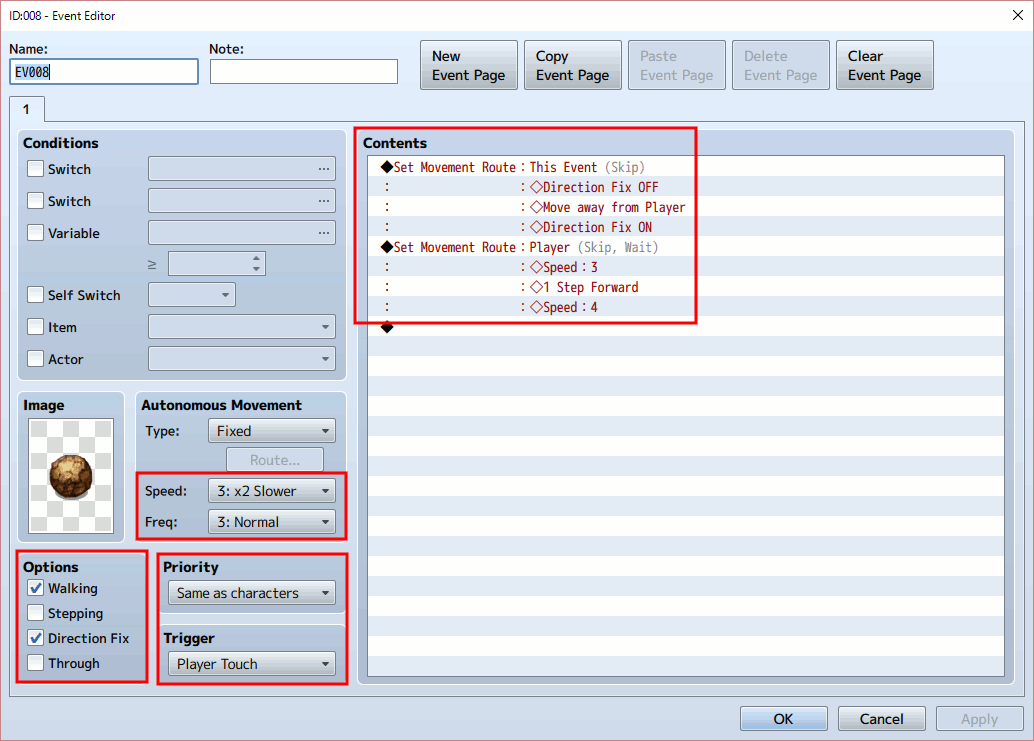 ID:008 - Event Editor
Name:
Note:
EV008
New
Event Page
Copy
Event Page
Paste
Event Page
Delete
Event Page
Clear
Event Page
1
Conditions
Switch
...
Switch
...
Variable
...
≥
Self Switch
Item
Actor
Image
Autonomous Movement
Type: Fixed
Route...
Speed: 3: x2 Slower
Freq: 3: Normal
Options
Walking
Stepping
Direction Fix
Through
Priority
Same as characters
Trigger
Player Touch
Contents
◆Set Movement Route : This Event (Skip)
: : ◇Direction Fix OFF
: : ◇Move away from Player
: : ◇Direction Fix ON
◆Set Movement Route : Player (Skip, Wait)
: : ◇Speed : 3
: : ◇1 Step Forward
: : ◇Speed : 4
◆
OK
Cancel
Apply